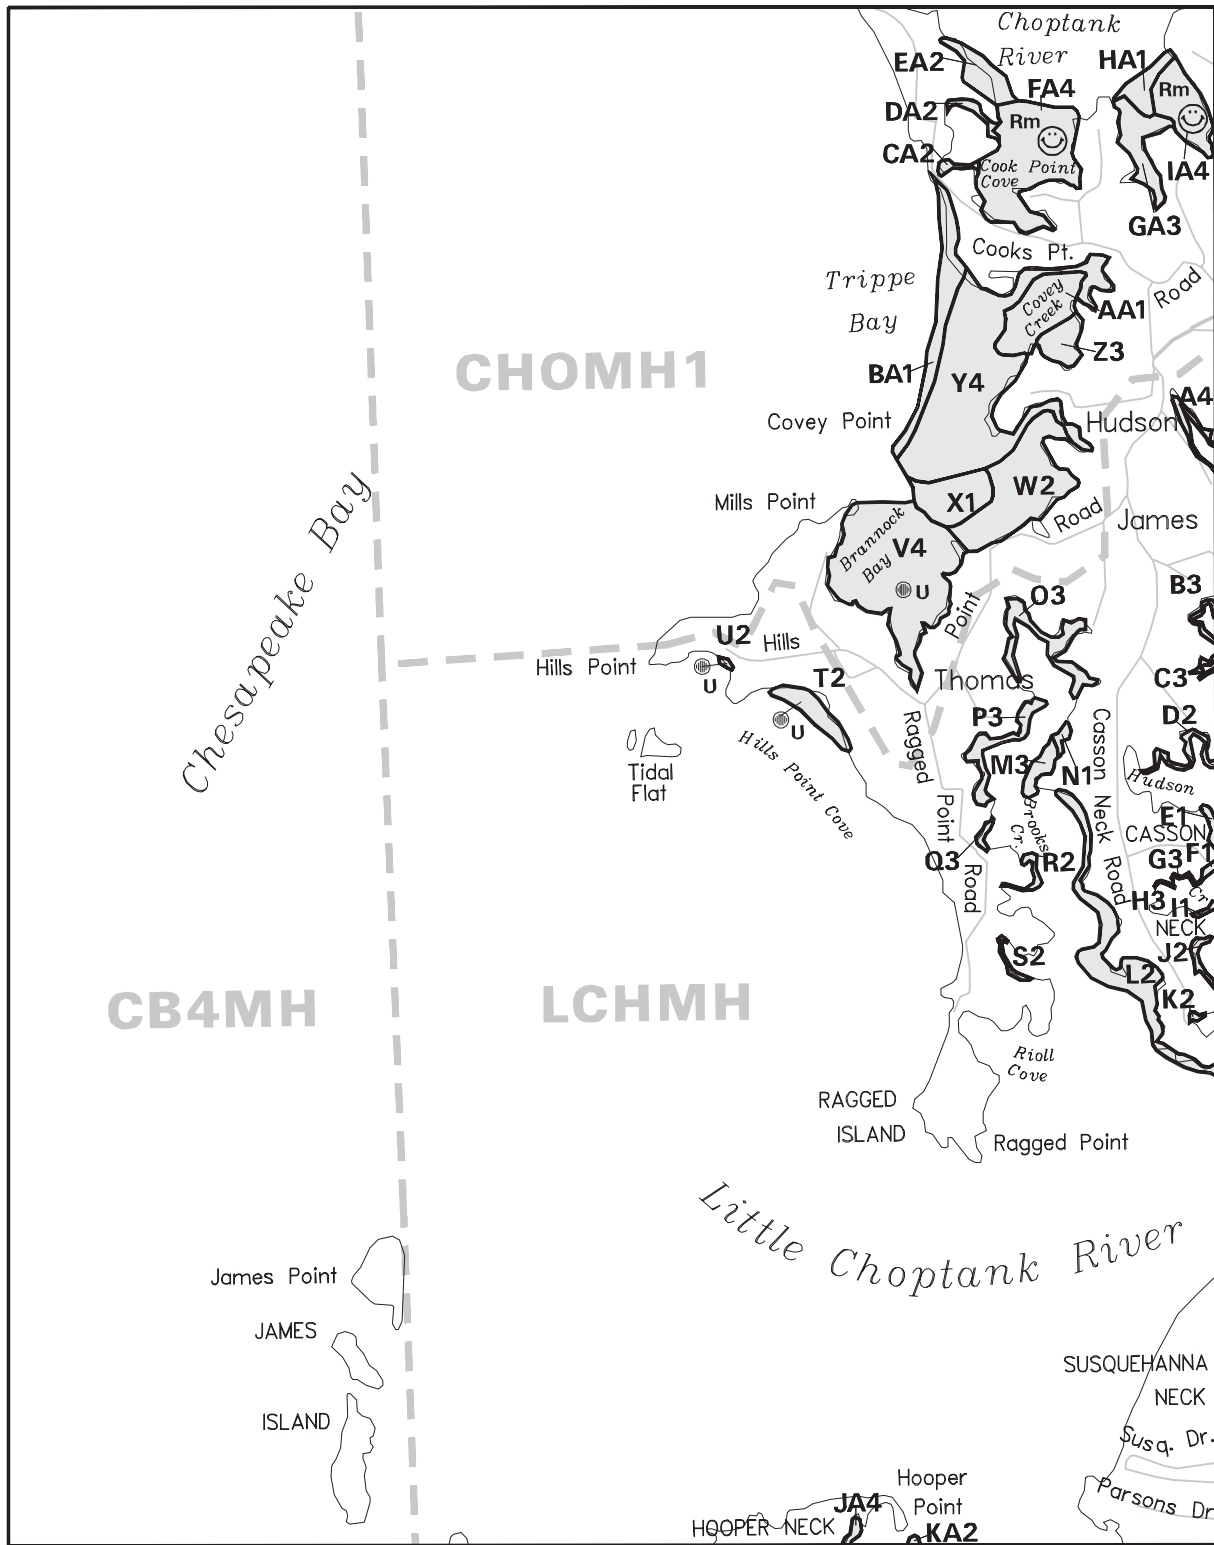 Choptank
River
EA2
HA1
FA4
Rm
DA2
Rm
CA2
Cook Point
Cove
IA4
GA3
Cooks Pt.
Trippe
Bay
Covey
Creek
Road
AA1
Z3
CHOMH1
BA1
Y4
A4
Covey Point
Hudson
Chesapeake Bay
Mills Point
X1
W2
Road
James
Brannock
Bay
V4
U
B3
O3
Point
U2
Hills
Hills Point
U
T2
Thomas
C3
U
P3
D2
Ragged
Point
Road
Casson Neck Road
Hills Point Cove
Tidal
Flat
M3
N1
Hudson
Brooks
Cr.
E1
CASSON
Q3
R2
G3
F1
Cr
H3
I1
NECK
S2
J2
L2
K2
CB4MH
LCHMH
Rioll
Cove
RAGGED
ISLAND
Ragged Point
Little Choptank River
James Point
JAMES
ISLAND
SUSQUEHANNA
NECK
Susq. Dr.
Parsons Dr
Hooper
Point
JA4
HOOPER NECK
KA2